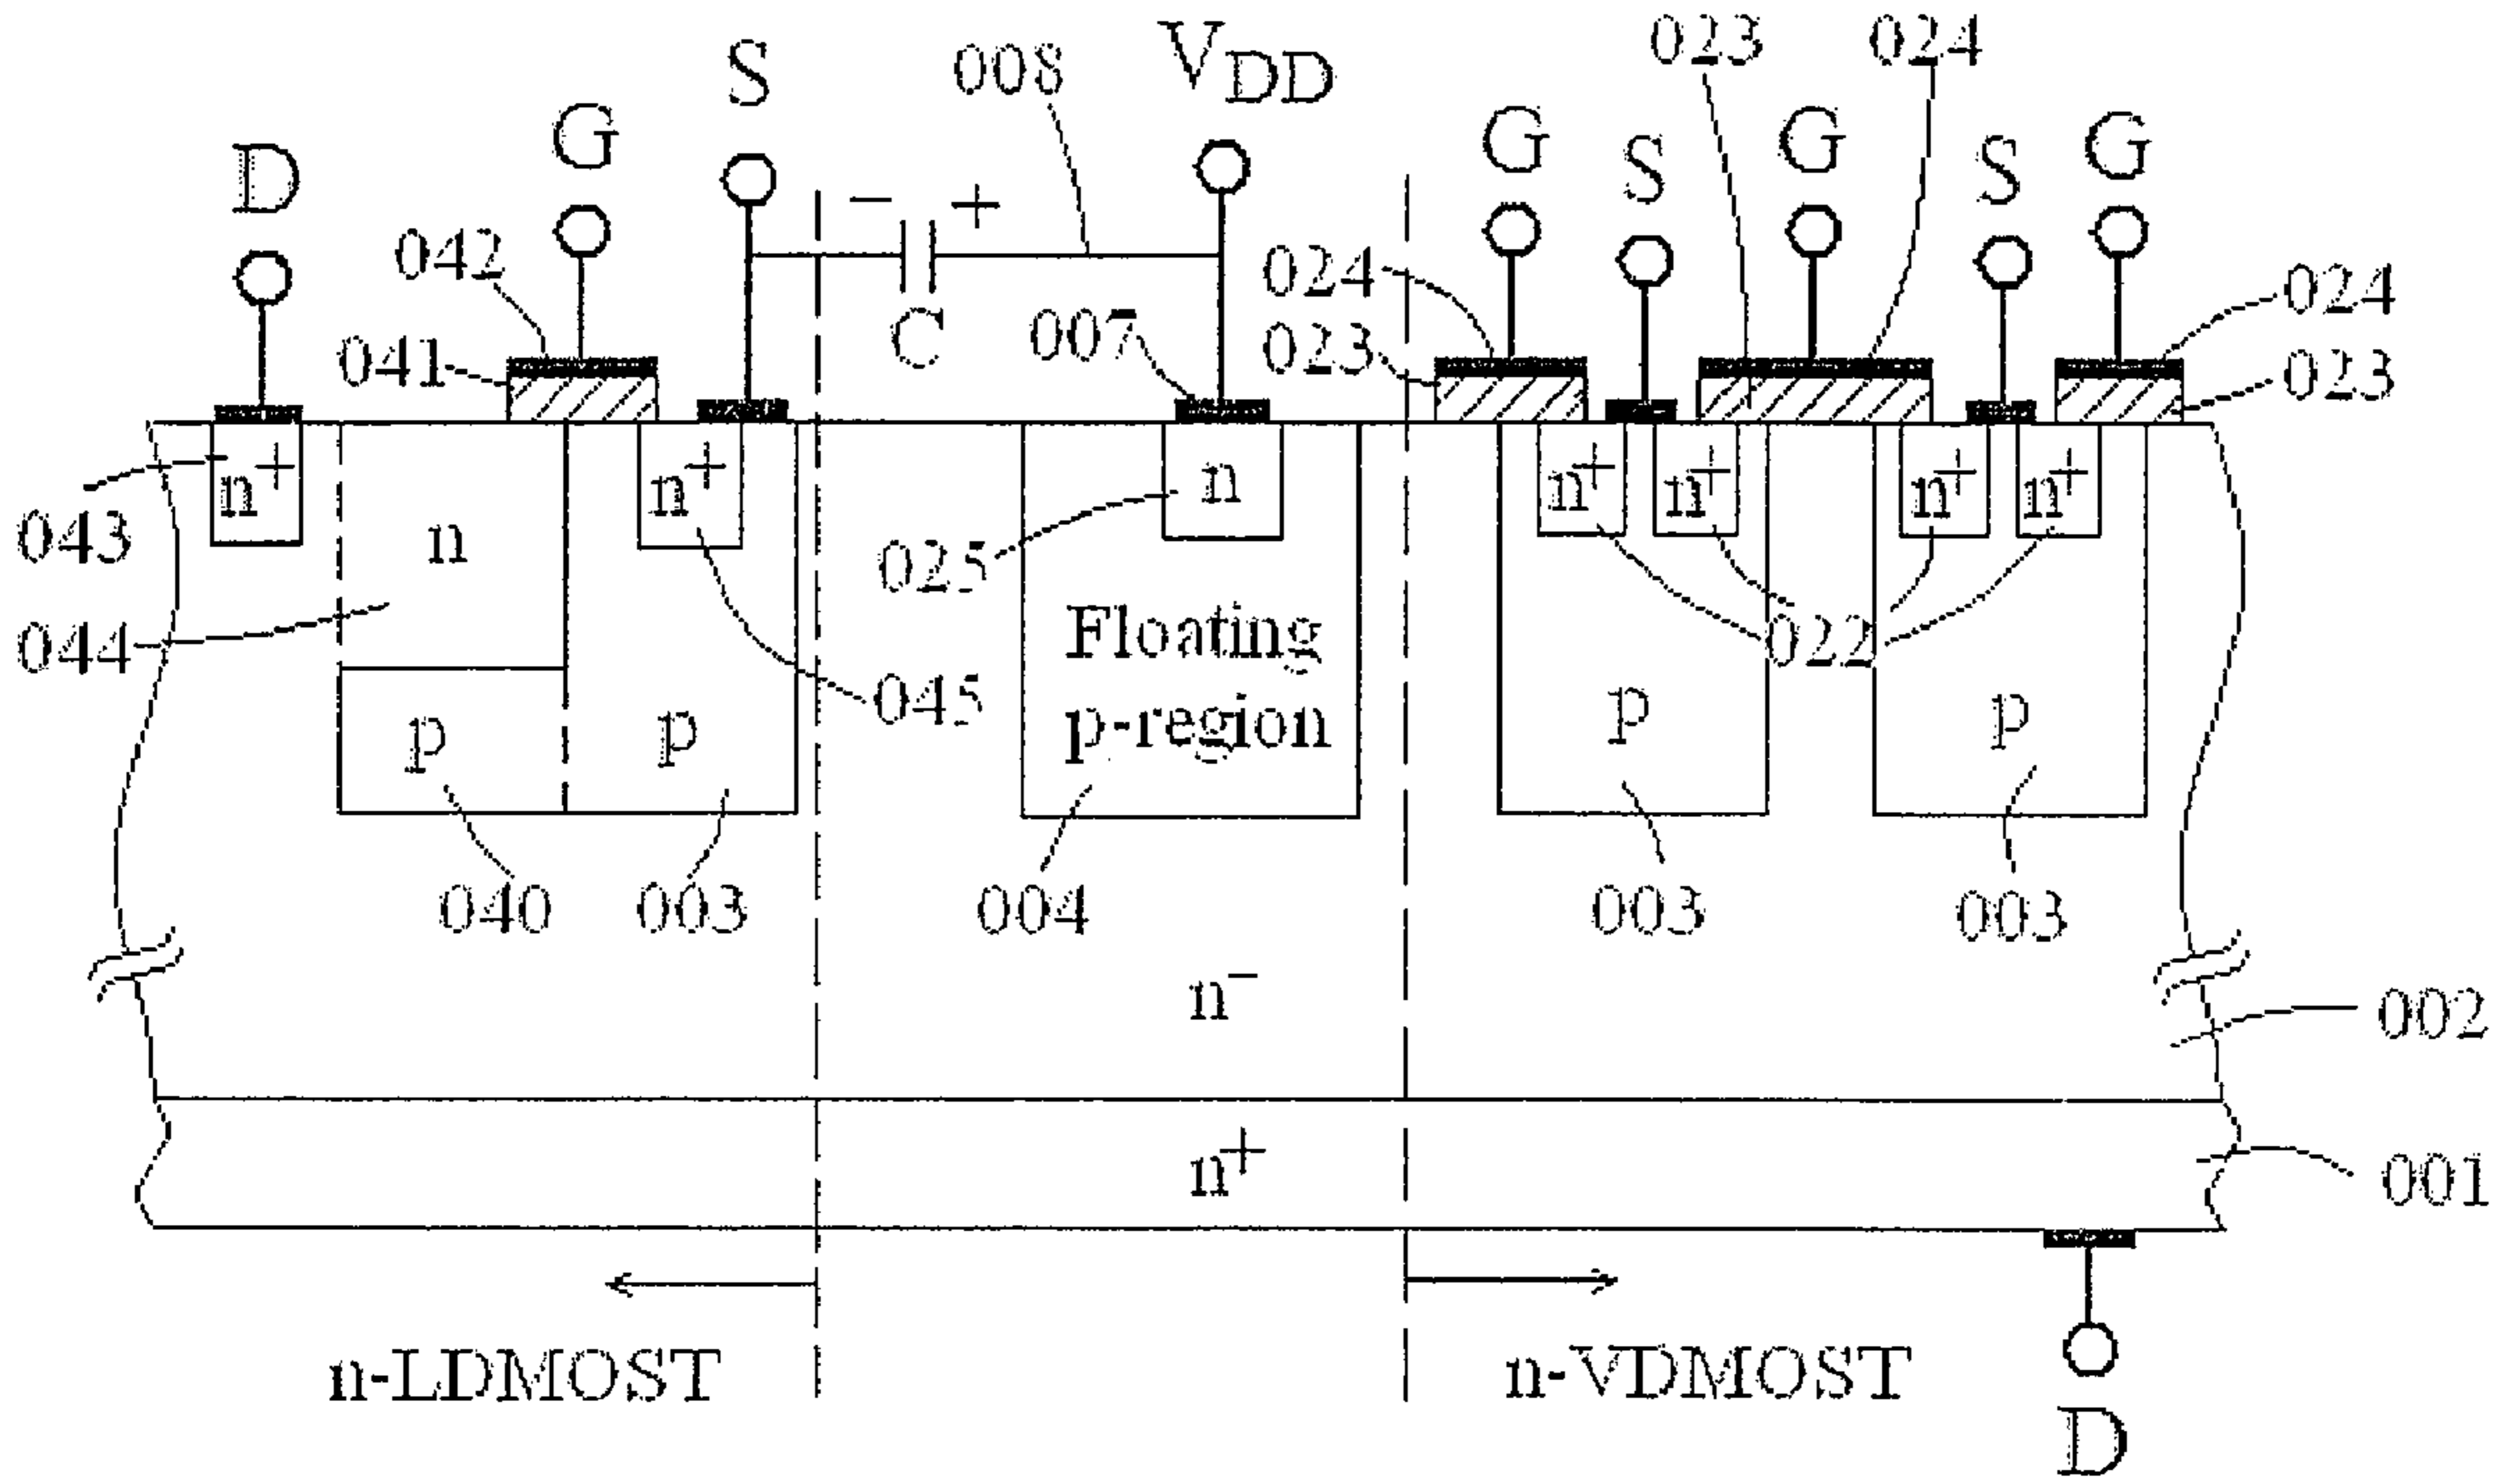 S
008
V_DD
023
024
G
D
G
S
G
S
G
042
024
024
041
C
007
023
023
− +
n+
n
n+
n
n+
n+
n+
n+
043
025
044
Floating
p-region
022
045
p
p
p
p
040
003
004
003
003
n−
002
n+
001
n-LDMOST
n-VDMOST
D